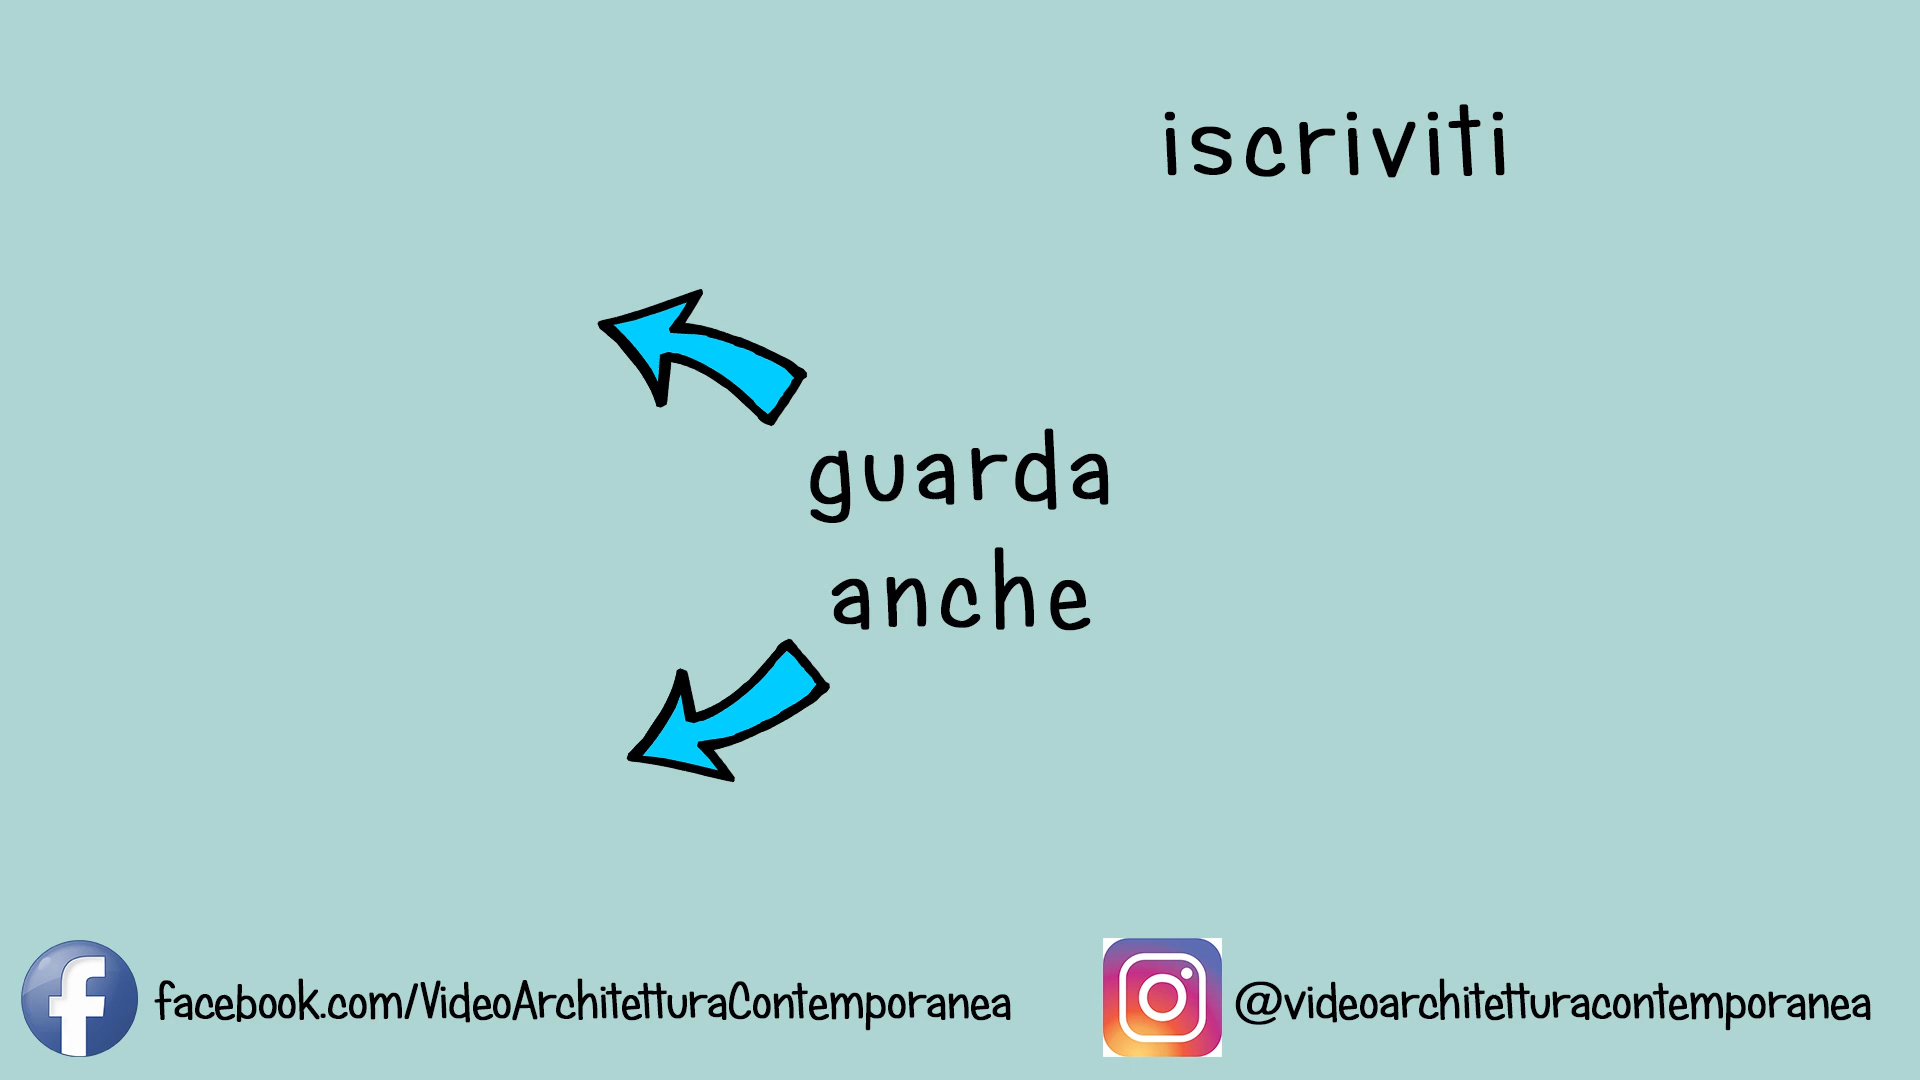 iscriviti
guarda
anche
facebook.com/VideoArchitetturaContemporanea
@videoarchitetturacontemporanea